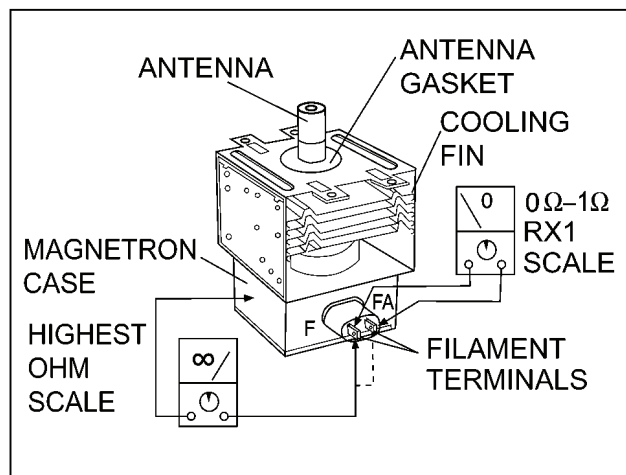 ANTENNA
ANTENNA
GASKET
COOLING
FIN
0
0Ω–1Ω
RX1
SCALE
MAGNETRON
CASE
FA
F
HIGHEST
OHM
SCALE
∞
FILAMENT
TERMINALS